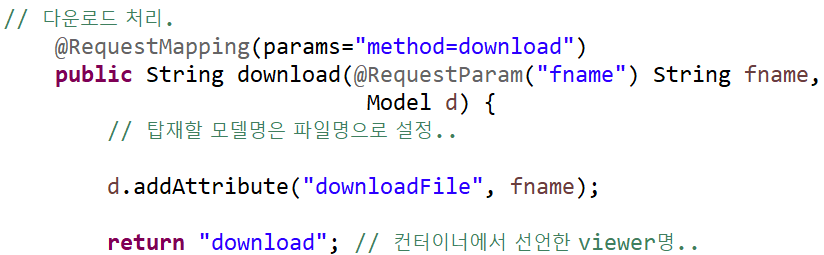 // 다운로드 처리.
@RequestMapping(params="method=download")
public String download(@RequestParam("fname") String fname,
Model d) {
// 탑재할 모델명은 파일명으로 설정..
d.addAttribute("downloadFile", fname);
return "download"; // 컨터이너에서 선언한 viewer명..